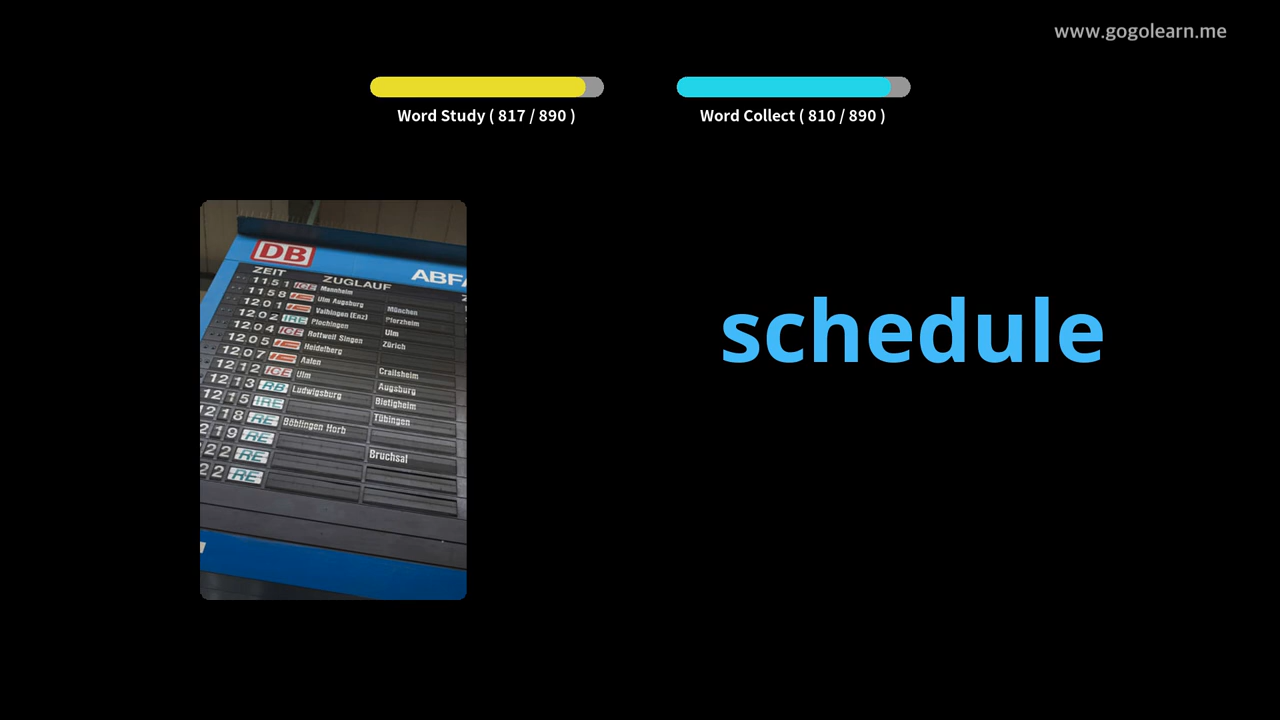 www.gogolearn.me
Word Study ( 817 / 890 )
Word Collect ( 810 / 890 )
schedule
DB
ZEIT ZUGLAUF ABFA
1151 ICE Mannheim
1158 Ulm Augsburg München
1201 Vaihingen (Enz) Pforzheim
1202 IRE Plochingen Ulm
1204 ICE Rottweil Singen Zürich
1205 Heidelberg
1207 Aalen Crailsheim
1212 ICE Ulm Augsburg
1213 RB Ludwigsburg Bietigheim
1215 IRE Tübingen
1218 RE Böblingen Horb
219 RE Bruchsal
22 RE
22 RE